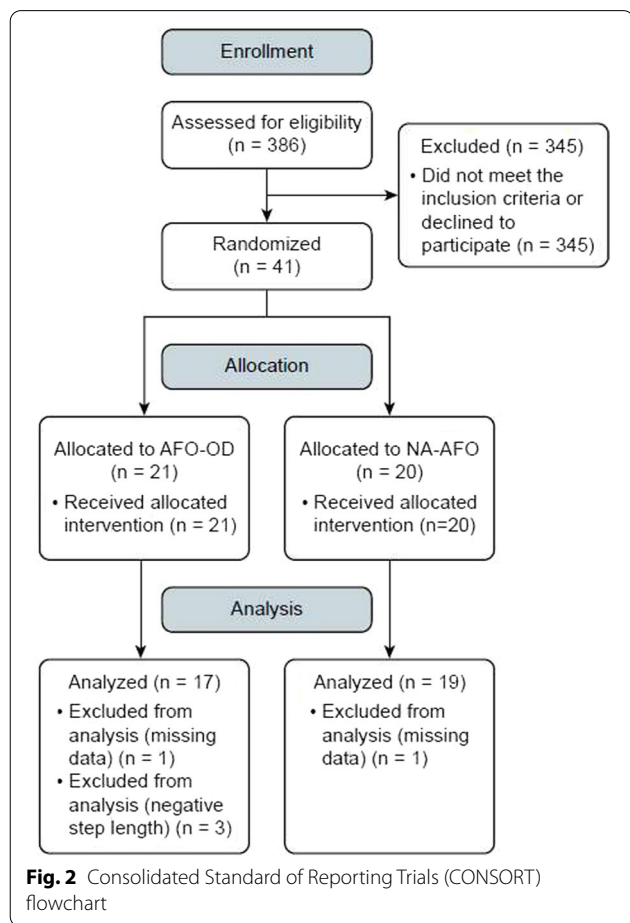 Enrollment
Assessed for eligibility
(n = 386)
Excluded (n = 345)
• Did not meet the
inclusion criteria or
declined to
participate (n = 345)
Randomized
(n = 41)
Allocation
Allocated to AFO-OD
(n = 21)
• Received allocated
intervention (n = 21)
Allocated to NA-AFO
(n = 20)
• Received allocated
intervention (n=20)
Analysis
Analyzed (n = 17)
• Excluded from
analysis (missing
data) (n = 1)
• Excluded from
analysis (negative
step length) (n = 3)
Analyzed (n = 19)
• Excluded from
analysis (missing
data) (n = 1)
Fig. 2 Consolidated Standard of Reporting Trials (CONSORT)
flowchart